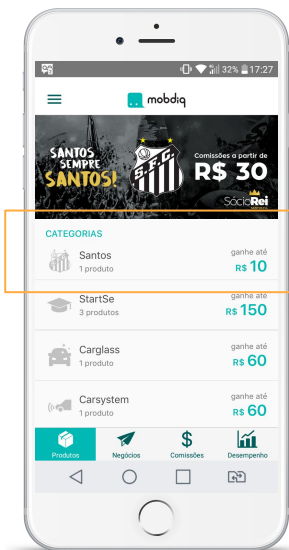 32% 17:27
mobdiq
SANTOS
SEMPRE
SANTOS!
S.F.C.
Comissões a partir de
R$ 30
SócioRei
CATEGORIAS
Santos
1 produto
ganhe até
R$ 10
StartSe
3 produtos
ganhe até
R$ 150
Carglass
1 produto
ganhe até
R$ 60
Carsystem
1 produto
ganhe até
R$ 60
Produtos
Negócios
Comissões
Desempenho